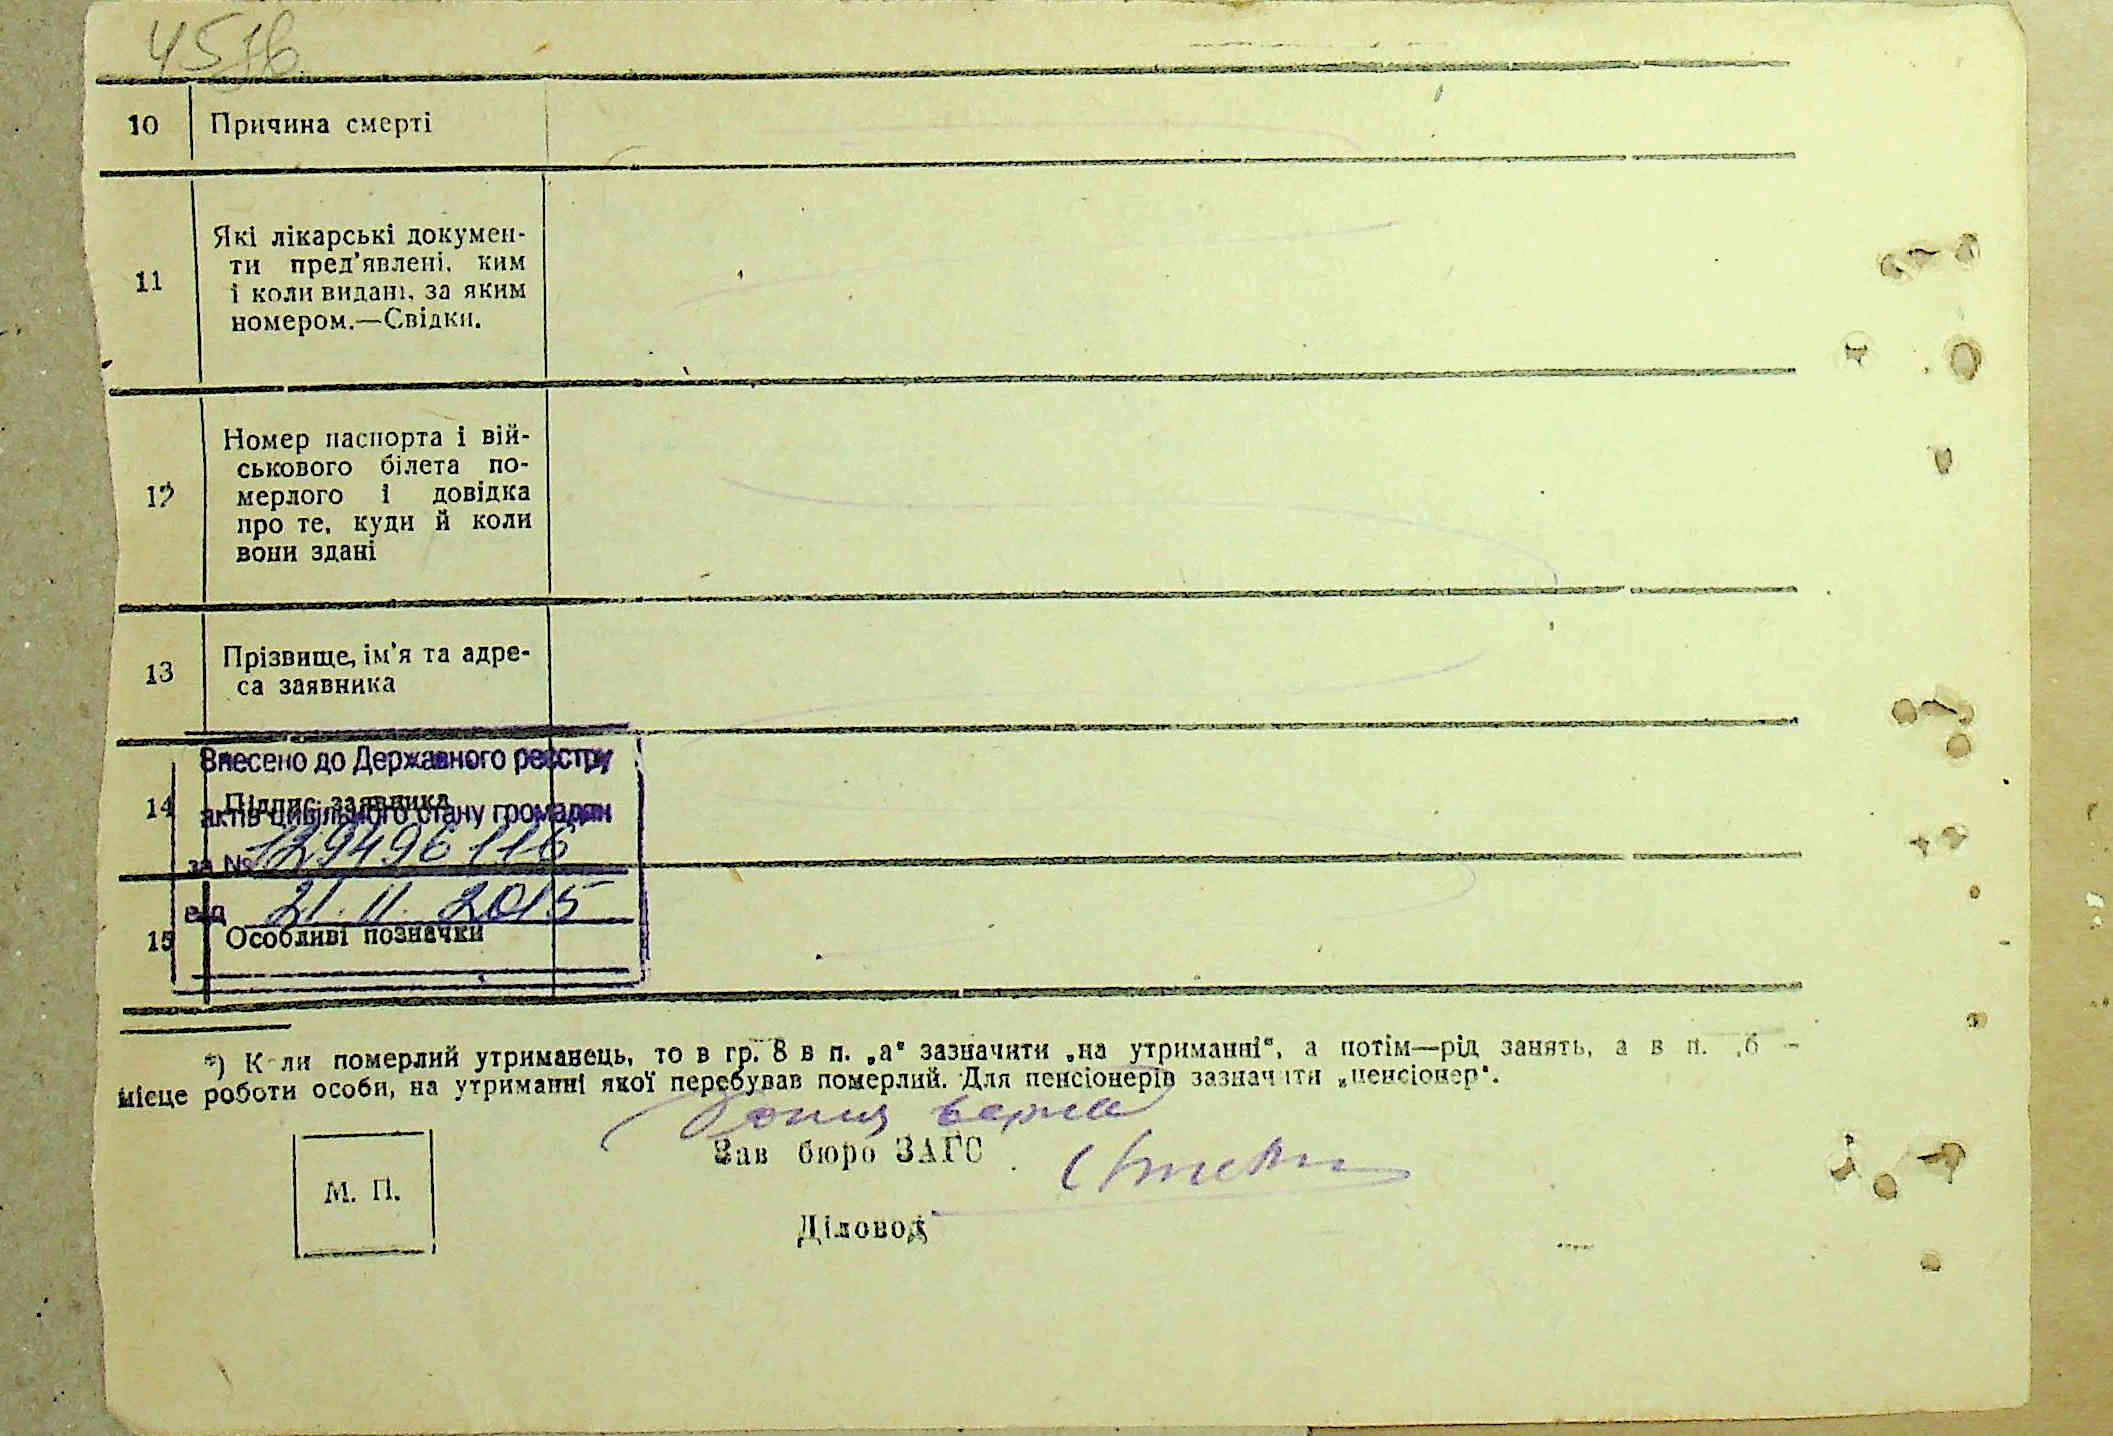 10 Причина смерті
11 Які лікарські докумен-
ти пред'явлені, ким
і коли видані, за яким
номером.—Свідки.
12 Номер паспорта і вій-
ськового білета по-
мерлого і довідка
про те, куди й коли
вони здані
13 Прізвище, ім'я та адре-
са заявника
Внесено до Державного реєстру
14 Підпис заявника
актів цивільного стану громадян
за № 129496116
від 21.11.2015
15 Особливі позначки
*) Коли померлий утриманець, то в гр. 8 в п. „а“ зазначити „на утриманні“, а потім—рід занять, а в п. „б—
місце роботи особи, на утриманні якої перебував померлий. Для пенсіонерів зазначити „пенсіонер“.
Копия верна
Зав бюро ЗАГС
М. П.
Діловод